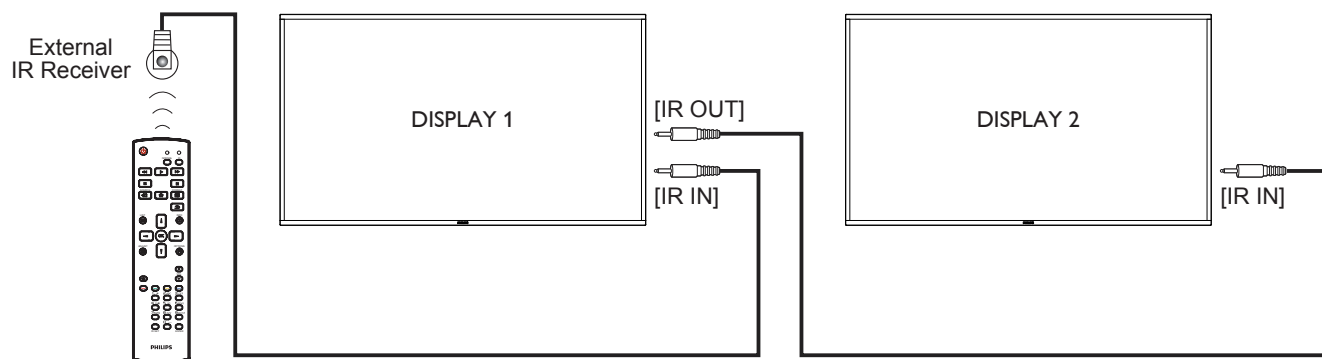 External
IR Receiver
DISPLAY 1
[IR OUT]
[IR IN]
DISPLAY 2
[IR IN]
PHILIPS